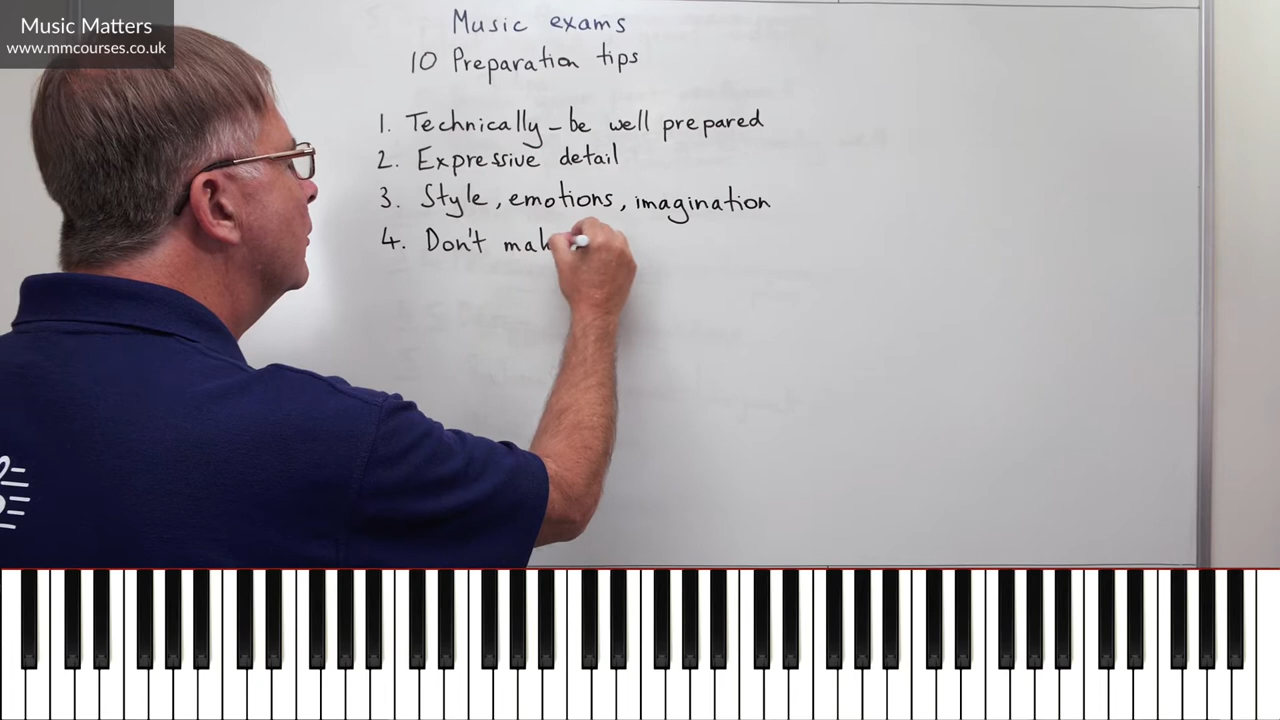 Music Matters
www.mmcourses.co.uk
Music exams
10 Preparation tips
1. Technically – be well prepared
2. Expressive detail
3. Style, emotions, imagination
4. Don't mak